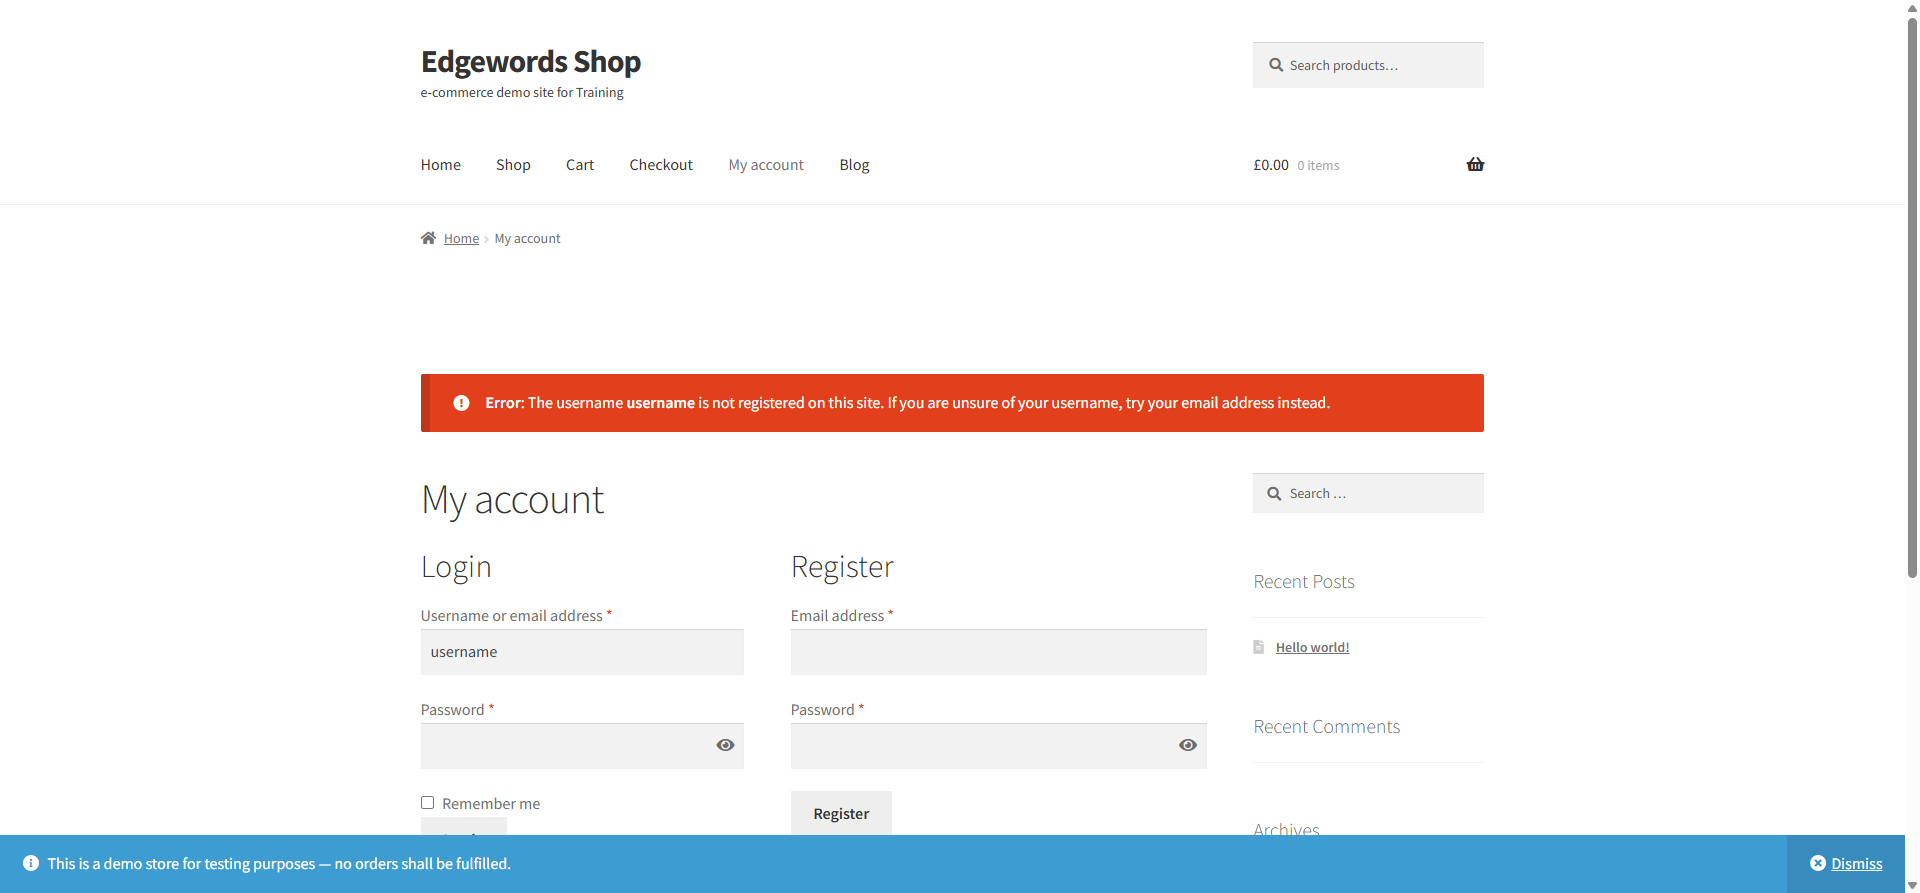 Edgewords Shop
e-commerce demo site for Training
Search products…
Home Shop Cart Checkout My account Blog
£0.00 0 items
Home › My account
Error: The username username is not registered on this site. If you are unsure of your username, try your email address instead.
My account
Login
Username or email address *
username
Password *
Remember me
Register
Email address *
Password *
Register
Search …
Recent Posts
Hello world!
Recent Comments
Archives
This is a demo store for testing purposes — no orders shall be fulfilled.
Dismiss